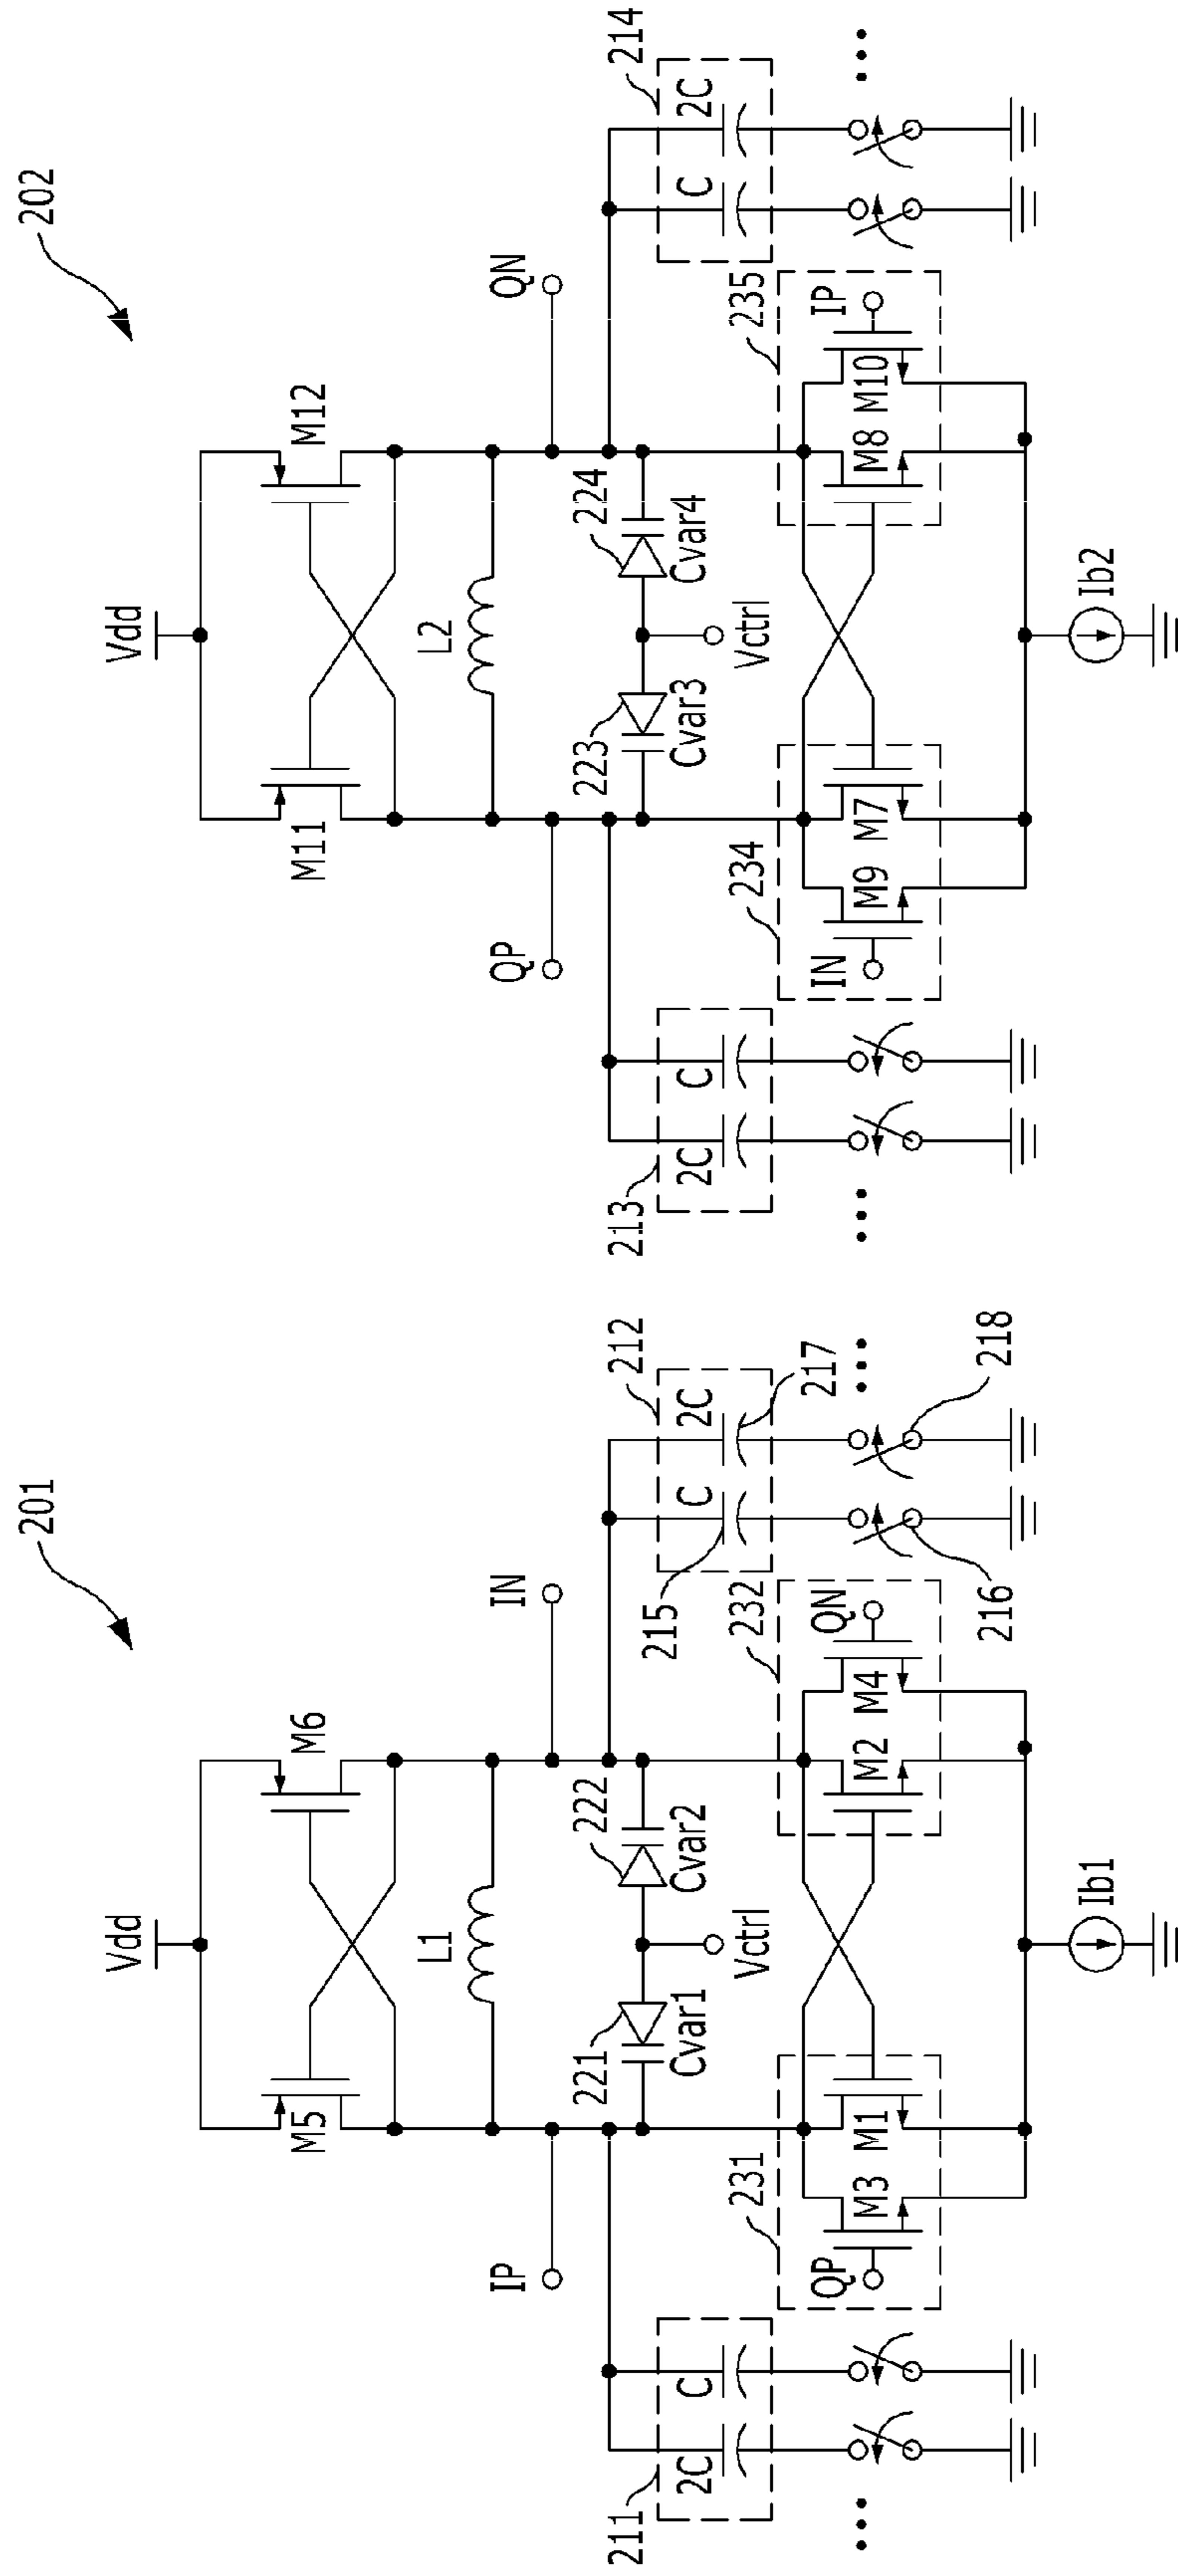 201
Vdd
M5
M6
L1
IP
IN
221
222
Cvar1
Cvar2
Vctrl
211
2C
C
212
C
2C
215
217
231
232
QP
M3
M1
M2
M4
QN
216
218
Ib1
202
Vdd
M11
M12
L2
QP
QN
223
224
Cvar3
Cvar4
Vctrl
213
2C
C
214
C
2C
234
235
IN
M9
M7
M8
M10
IP
Ib2